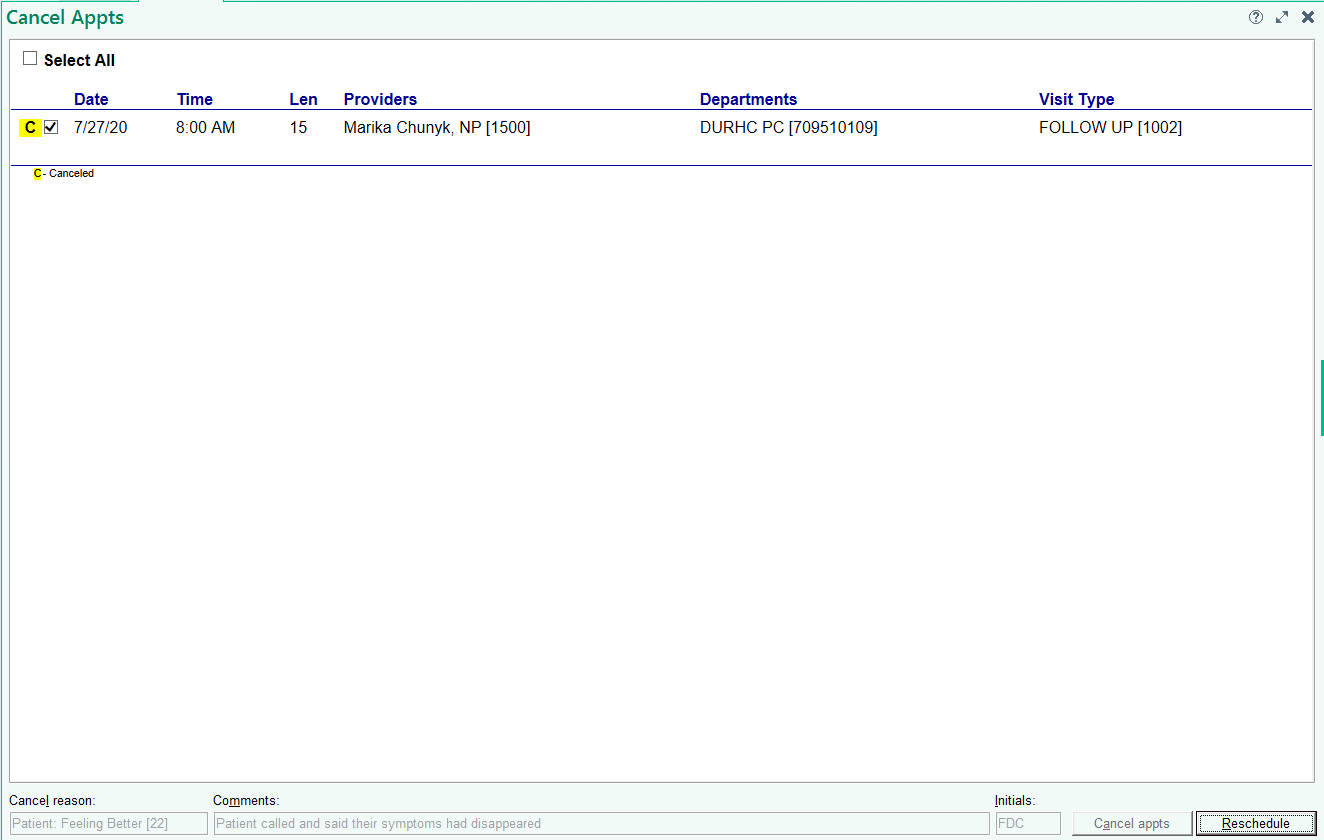 Cancel Appts
Select All
Date Time Len Providers Departments Visit Type
C 7/27/20 8:00 AM 15 Marika Chunyk, NP [1500] DURHC PC [709510109] FOLLOW UP [1002]
C - Canceled
Cancel reason: Comments: Initials:
Patient: Feeling Better [22] Patient called and said their symptoms had disappeared FDC Cancel appts Reschedule